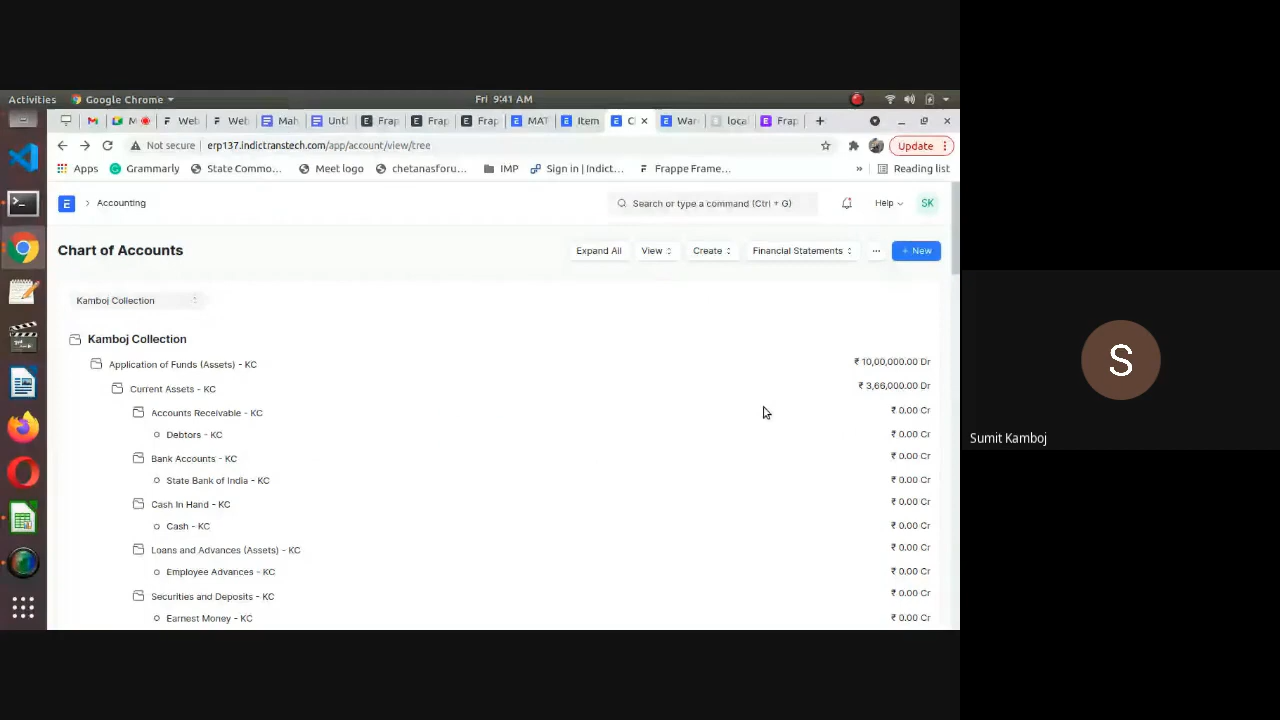 Activities
Google Chrome
Fri 9:41 AM
M
M
Web
Web
Mah
Unti
Frap
Frap
Frap
MAT
Item
C
War
local
Frap
Not secure
erp137.indictranstech.com/app/account/view/tree
Update
Apps
Grammarly
State Commo...
Meet logo
chetanasforu...
IMP
Sign in | Indict...
Frappe Frame...
»
Reading list
E
Accounting
Search or type a command (Ctrl + G)
Help
SK
Chart of Accounts
Expand All
View
Create
Financial Statements
...
+ New
Kamboj Collection
Kamboj Collection
Application of Funds (Assets) - KC
₹ 10,00,000.00 Dr
Current Assets - KC
₹ 3,66,000.00 Dr
Accounts Receivable - KC
₹ 0.00 Cr
Debtors - KC
₹ 0.00 Cr
Bank Accounts - KC
₹ 0.00 Cr
State Bank of India - KC
₹ 0.00 Cr
Cash In Hand - KC
₹ 0.00 Cr
Cash - KC
₹ 0.00 Cr
Loans and Advances (Assets) - KC
₹ 0.00 Cr
Employee Advances - KC
₹ 0.00 Cr
Securities and Deposits - KC
₹ 0.00 Cr
Earnest Money - KC
₹ 0.00 Cr
S
Sumit Kamboj